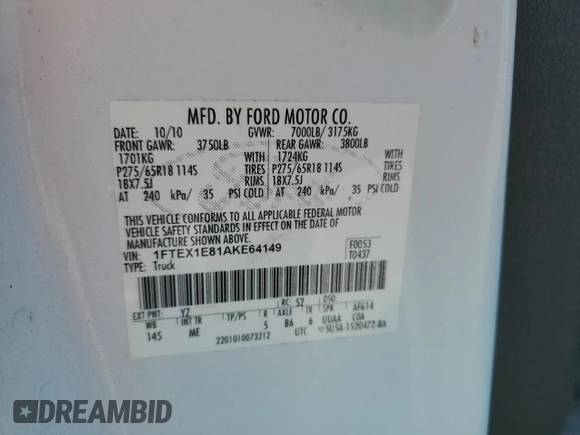 MFD. BY FORD MOTOR CO.
DATE: 10/10 GVWR: 7000LB/ 3175KG
FRONT GAWR: 3750LB REAR GAWR: 3800LB
1701KG WITH 1724KG WITH
P275/65R18 114S TIRES P275/65R18 114S TIRES
18X7.5J RIMS 18X7.5J RIMS
AT 240 kPa/ 35 PSI COLD AT 240 kPa/ 35 PSI COLD
THIS VEHICLE CONFORMS TO ALL APPLICABLE FEDERAL MOTOR
VEHICLE SAFETY STANDARDS IN EFFECT ON THE DATE OF
MANUFACTURE SHOWN ABOVE.
VIN: 1FTEX1E81AKE64149 F0053
TYPE: Truck T0437
EXT PNT: YZ RC: 52 DSO:
WB INT TR TP/PS R AXLE TR SPR AF614
145 ME 5 B6 6 UUAA COA
2201010073212 UTC 5U5A-1520472-BA
DREAMBID